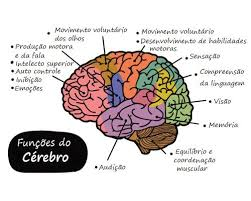 • Movimento voluntário
dos olhos
• Movimento voluntário
• Desenvolvimento de habilidades
motoras
• Produção motora
e da fala
• Intelecto superior
• Auto controle
• Inibição
• Emoções
• Sensação
• Compreensão
da linguagem
• Visão
• Memória
• Equilíbrio e
coordenação
muscular
• Audição
Funções do
Cérebro